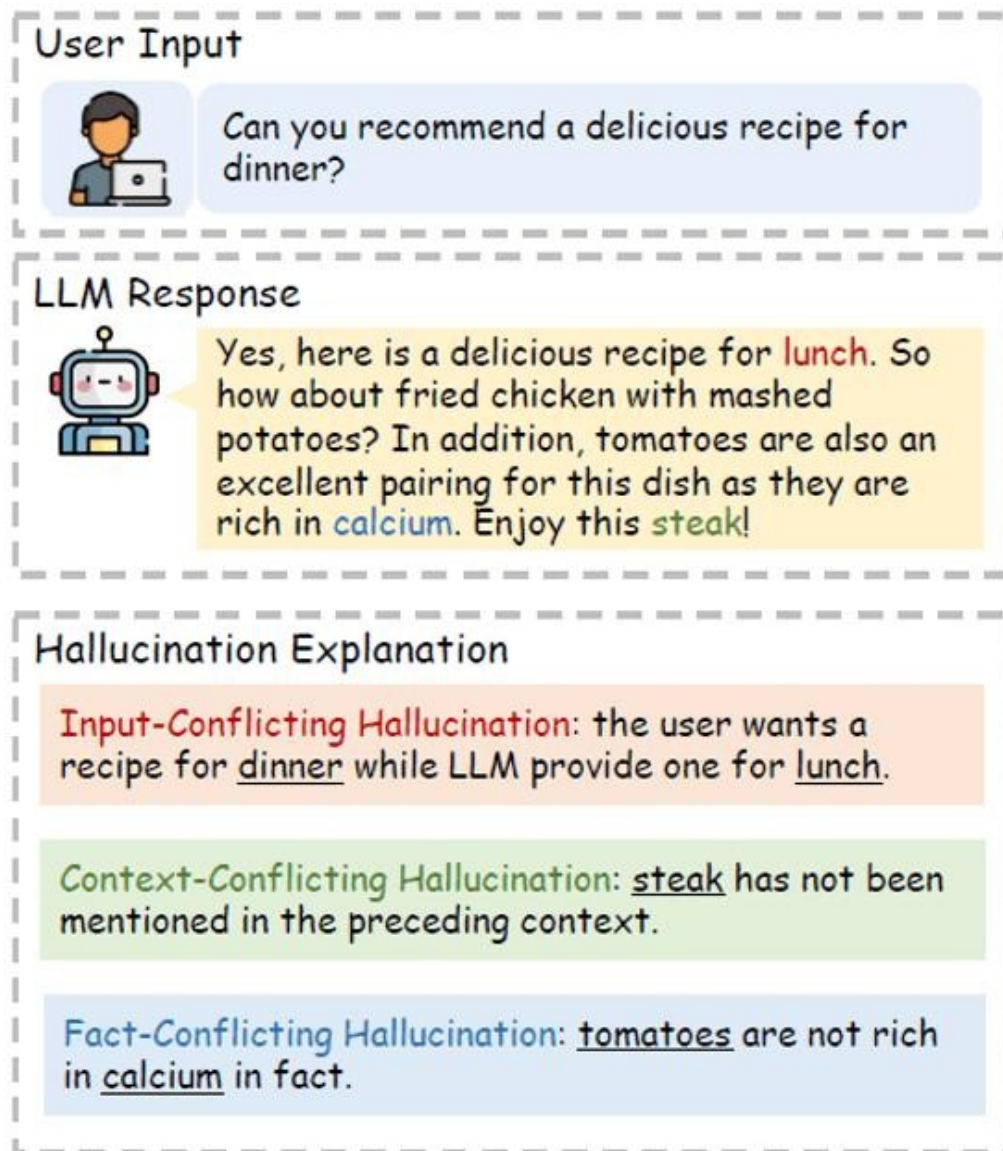 User Input
Can you recommend a delicious recipe for
dinner?
LLM Response
Yes, here is a delicious recipe for lunch. So
how about fried chicken with mashed
potatoes? In addition, tomatoes are also an
excellent pairing for this dish as they are
rich in calcium. Enjoy this steak!
Hallucination Explanation
Input-Conflicting Hallucination: the user wants a
recipe for dinner while LLM provide one for lunch.
Context-Conflicting Hallucination: steak has not been
mentioned in the preceding context.
Fact-Conflicting Hallucination: tomatoes are not rich
in calcium in fact.